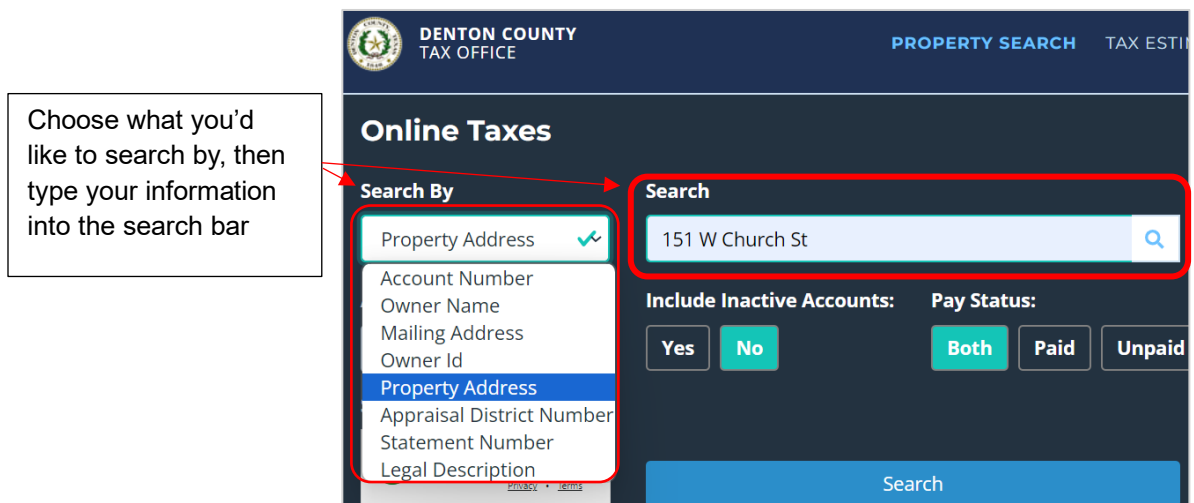 DENTON COUNTY
TAX OFFICE
PROPERTY SEARCH
TAX ESTI
Choose what you’d
like to search by, then
type your information
into the search bar
Online Taxes
Search By
Search
Property Address
151 W Church St
Account Number
Owner Name
Mailing Address
Owner Id
Property Address
Appraisal District Number
Statement Number
Legal Description
Include Inactive Accounts:
Pay Status:
Yes
No
Both
Paid
Unpaid
Privacy • Terms
Search